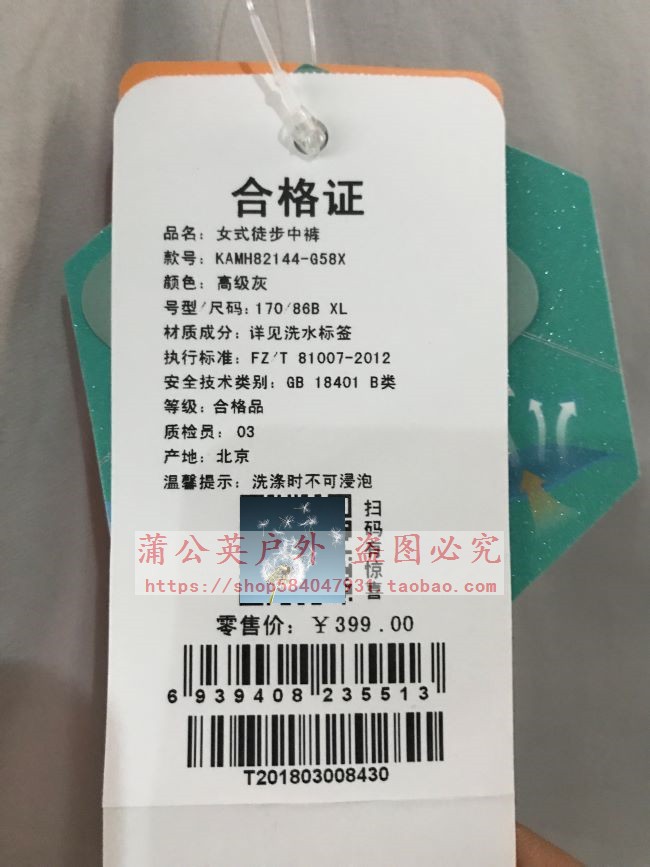 合格证
品名: 女式徒步中裤
款号: KAMH82144-G58X
颜色: 高级灰
号型/尺码: 170/86B XL
材质成分: 详见洗水标签
执行标准: FZ/T 81007-2012
安全技术类别: GB 18401 B类
等级: 合格品
质检员: 03
产地: 北京
温馨提示: 洗涤时不可浸泡
扫码有惊喜
蒲公英户外 盗图必究
https://shop584047931.taobao.com
零售价: ¥399.00
6 939408 235513
T201803008430